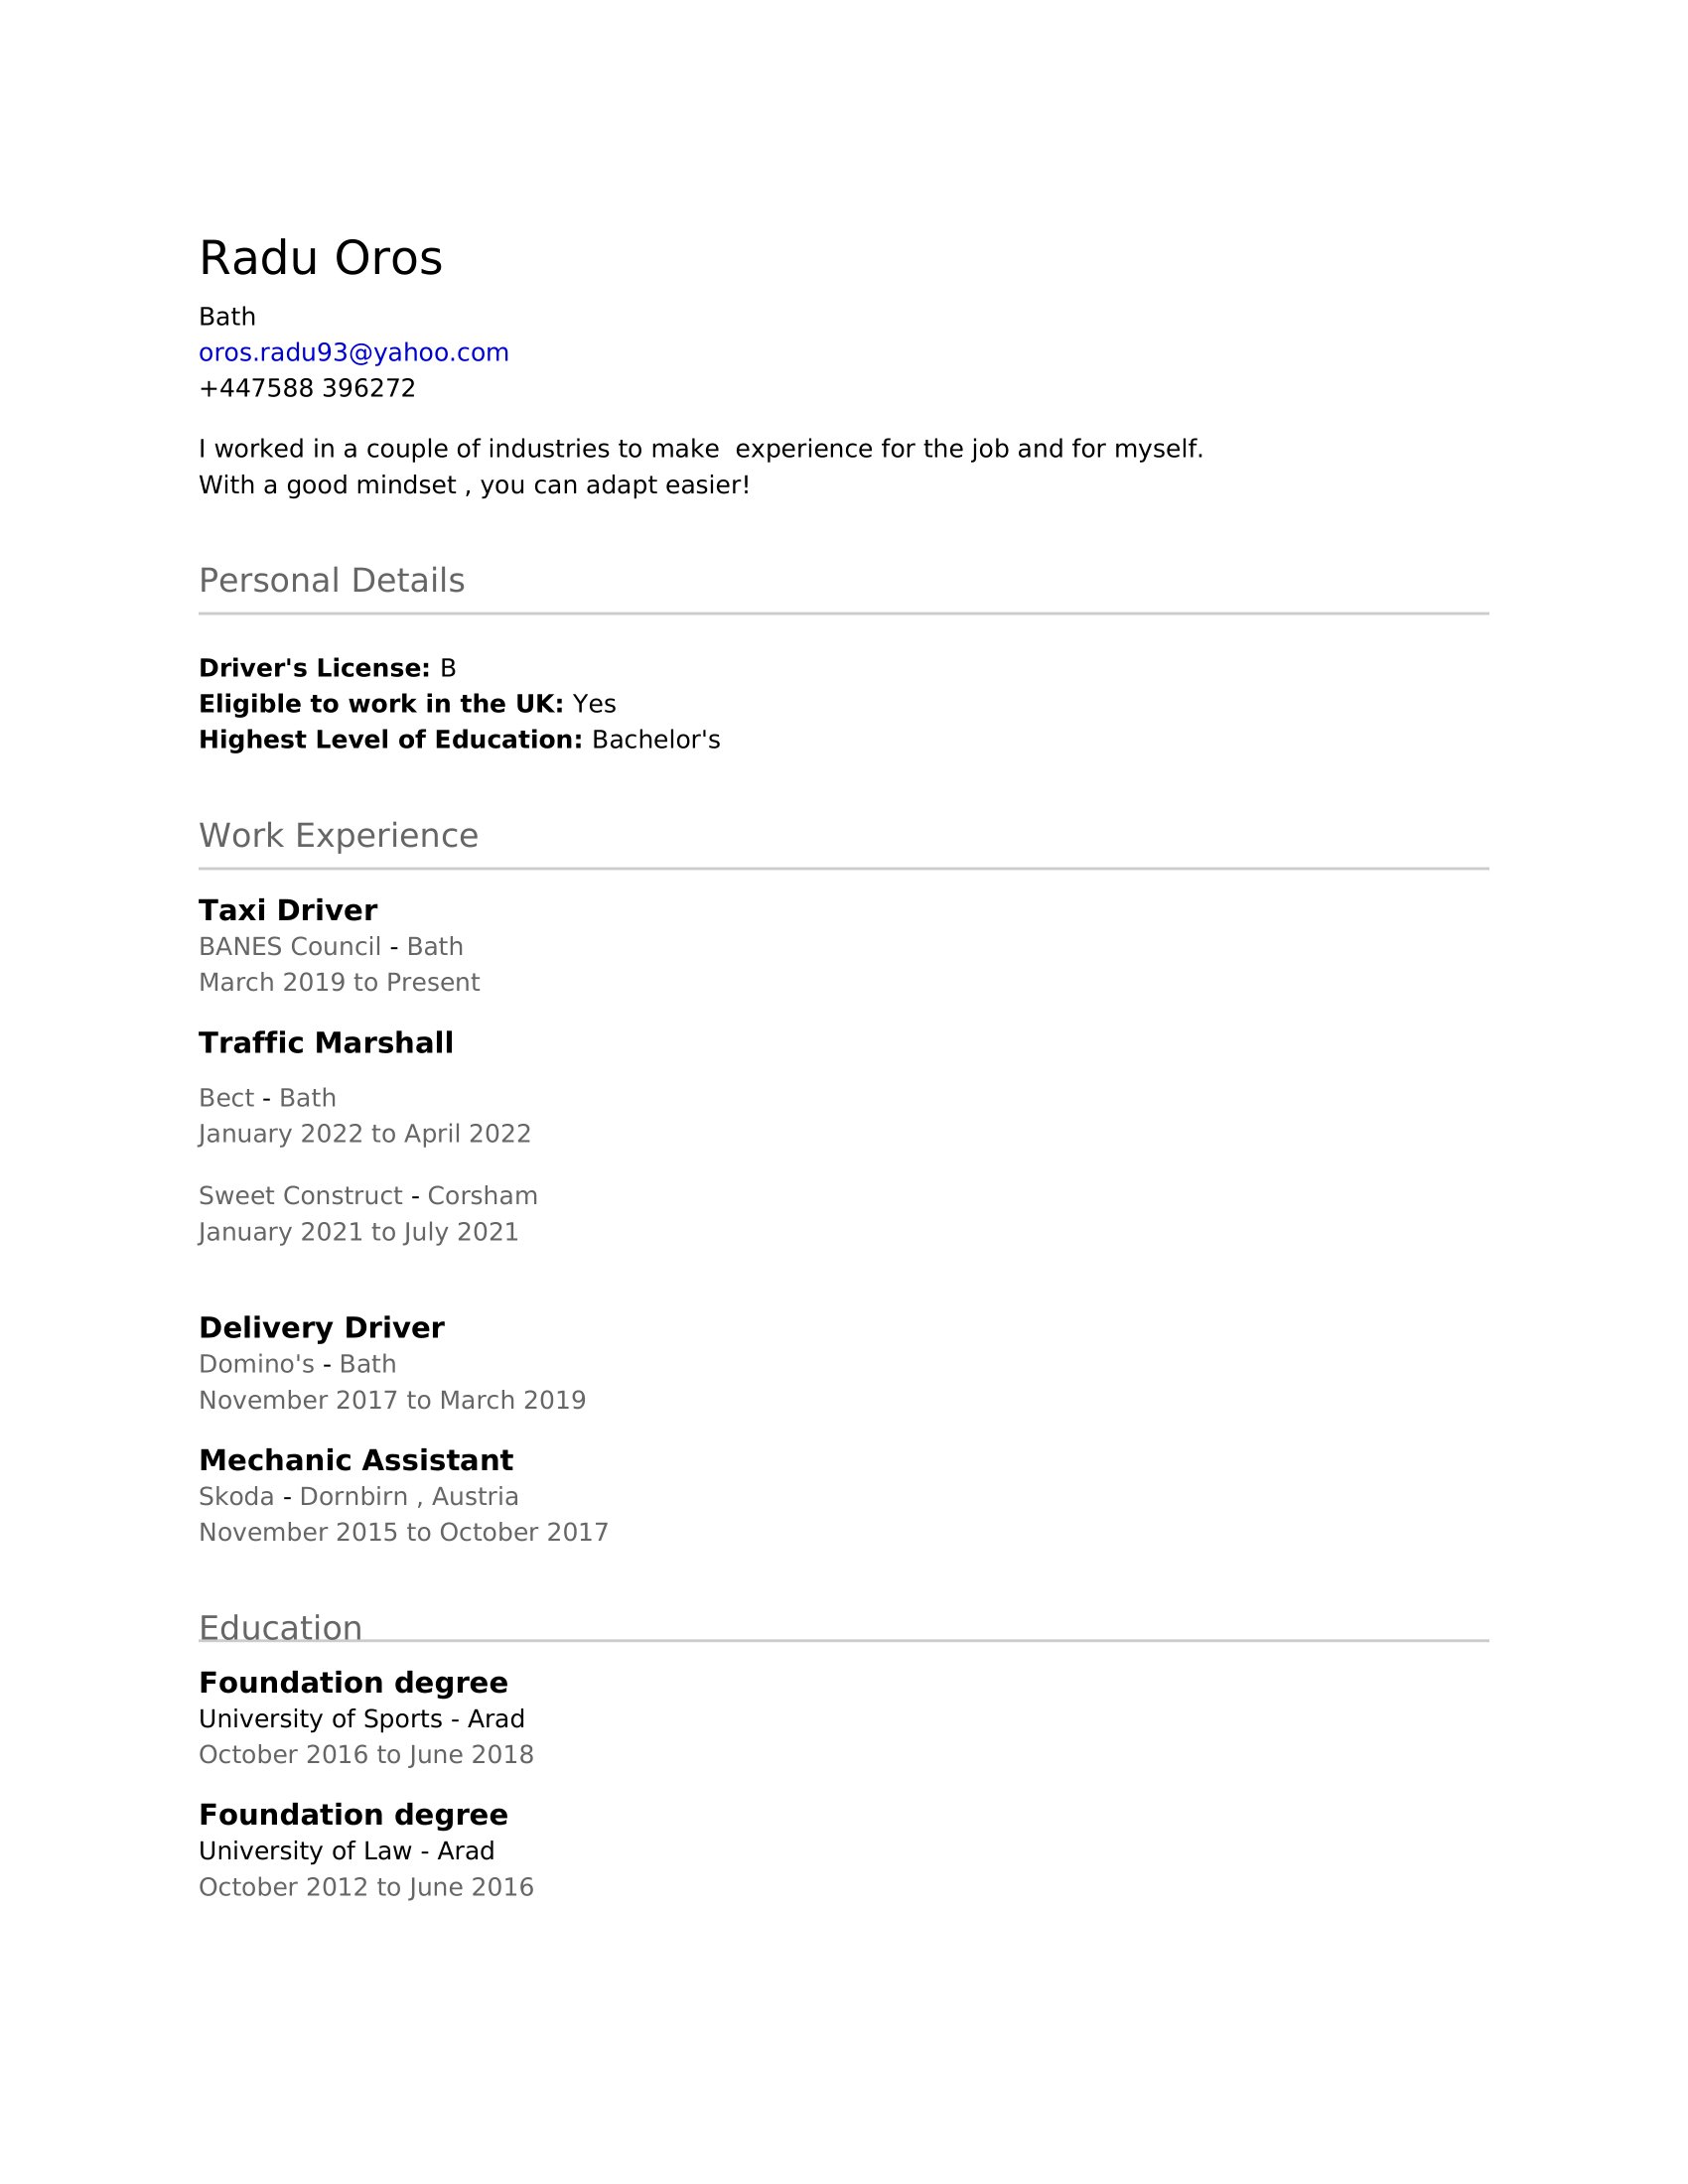 Radu Oros
Bath
oros.radu93@yahoo.com
+447588 396272
I worked in a couple of industries to make  experience for the job and for myself.
With a good mindset , you can adapt easier!
Personal Details
Driver's License: B
Eligible to work in the UK: Yes
Highest Level of Education: Bachelor's
Work Experience
Taxi Driver
BANES Council - Bath
March 2019 to Present
Traffic Marshall
Bect - Bath
January 2022 to April 2022
Sweet Construct - Corsham
January 2021 to July 2021
Delivery Driver
Domino's - Bath
November 2017 to March 2019
Mechanic Assistant
Skoda - Dornbirn , Austria
November 2015 to October 2017
Education
Foundation degree
University of Sports - Arad
October 2016 to June 2018
Foundation degree
University of Law - Arad
October 2012 to June 2016